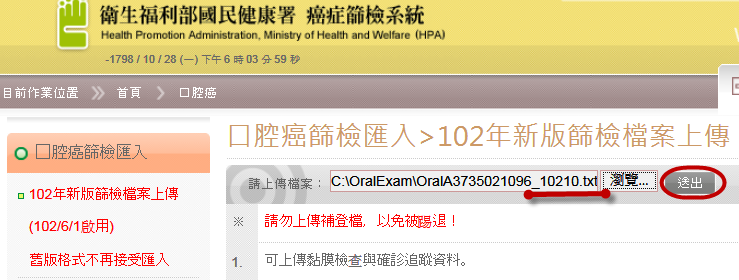 衛生福利部國民健康署 癌症篩檢系統
Health Promotion Administration, Ministry of Health and Welfare (HPA)
-1798 / 10 / 28 (一) 下午 6 時 03 分 59 秒
目前作業位置 首頁 口腔癌
口腔癌篩檢匯入
102年新版篩檢檔案上傳
(102/6/1啟用)
舊版格式不再接受匯入
口腔癌篩檢匯入>102年新版篩檢檔案上傳
請上傳檔案： C:\OralExam\OralA3735021096_10210.txt 瀏覽... 送出
※ 請勿上傳補登檔，以免被踢退！
1. 可上傳黏膜檢查與確診追蹤資料。